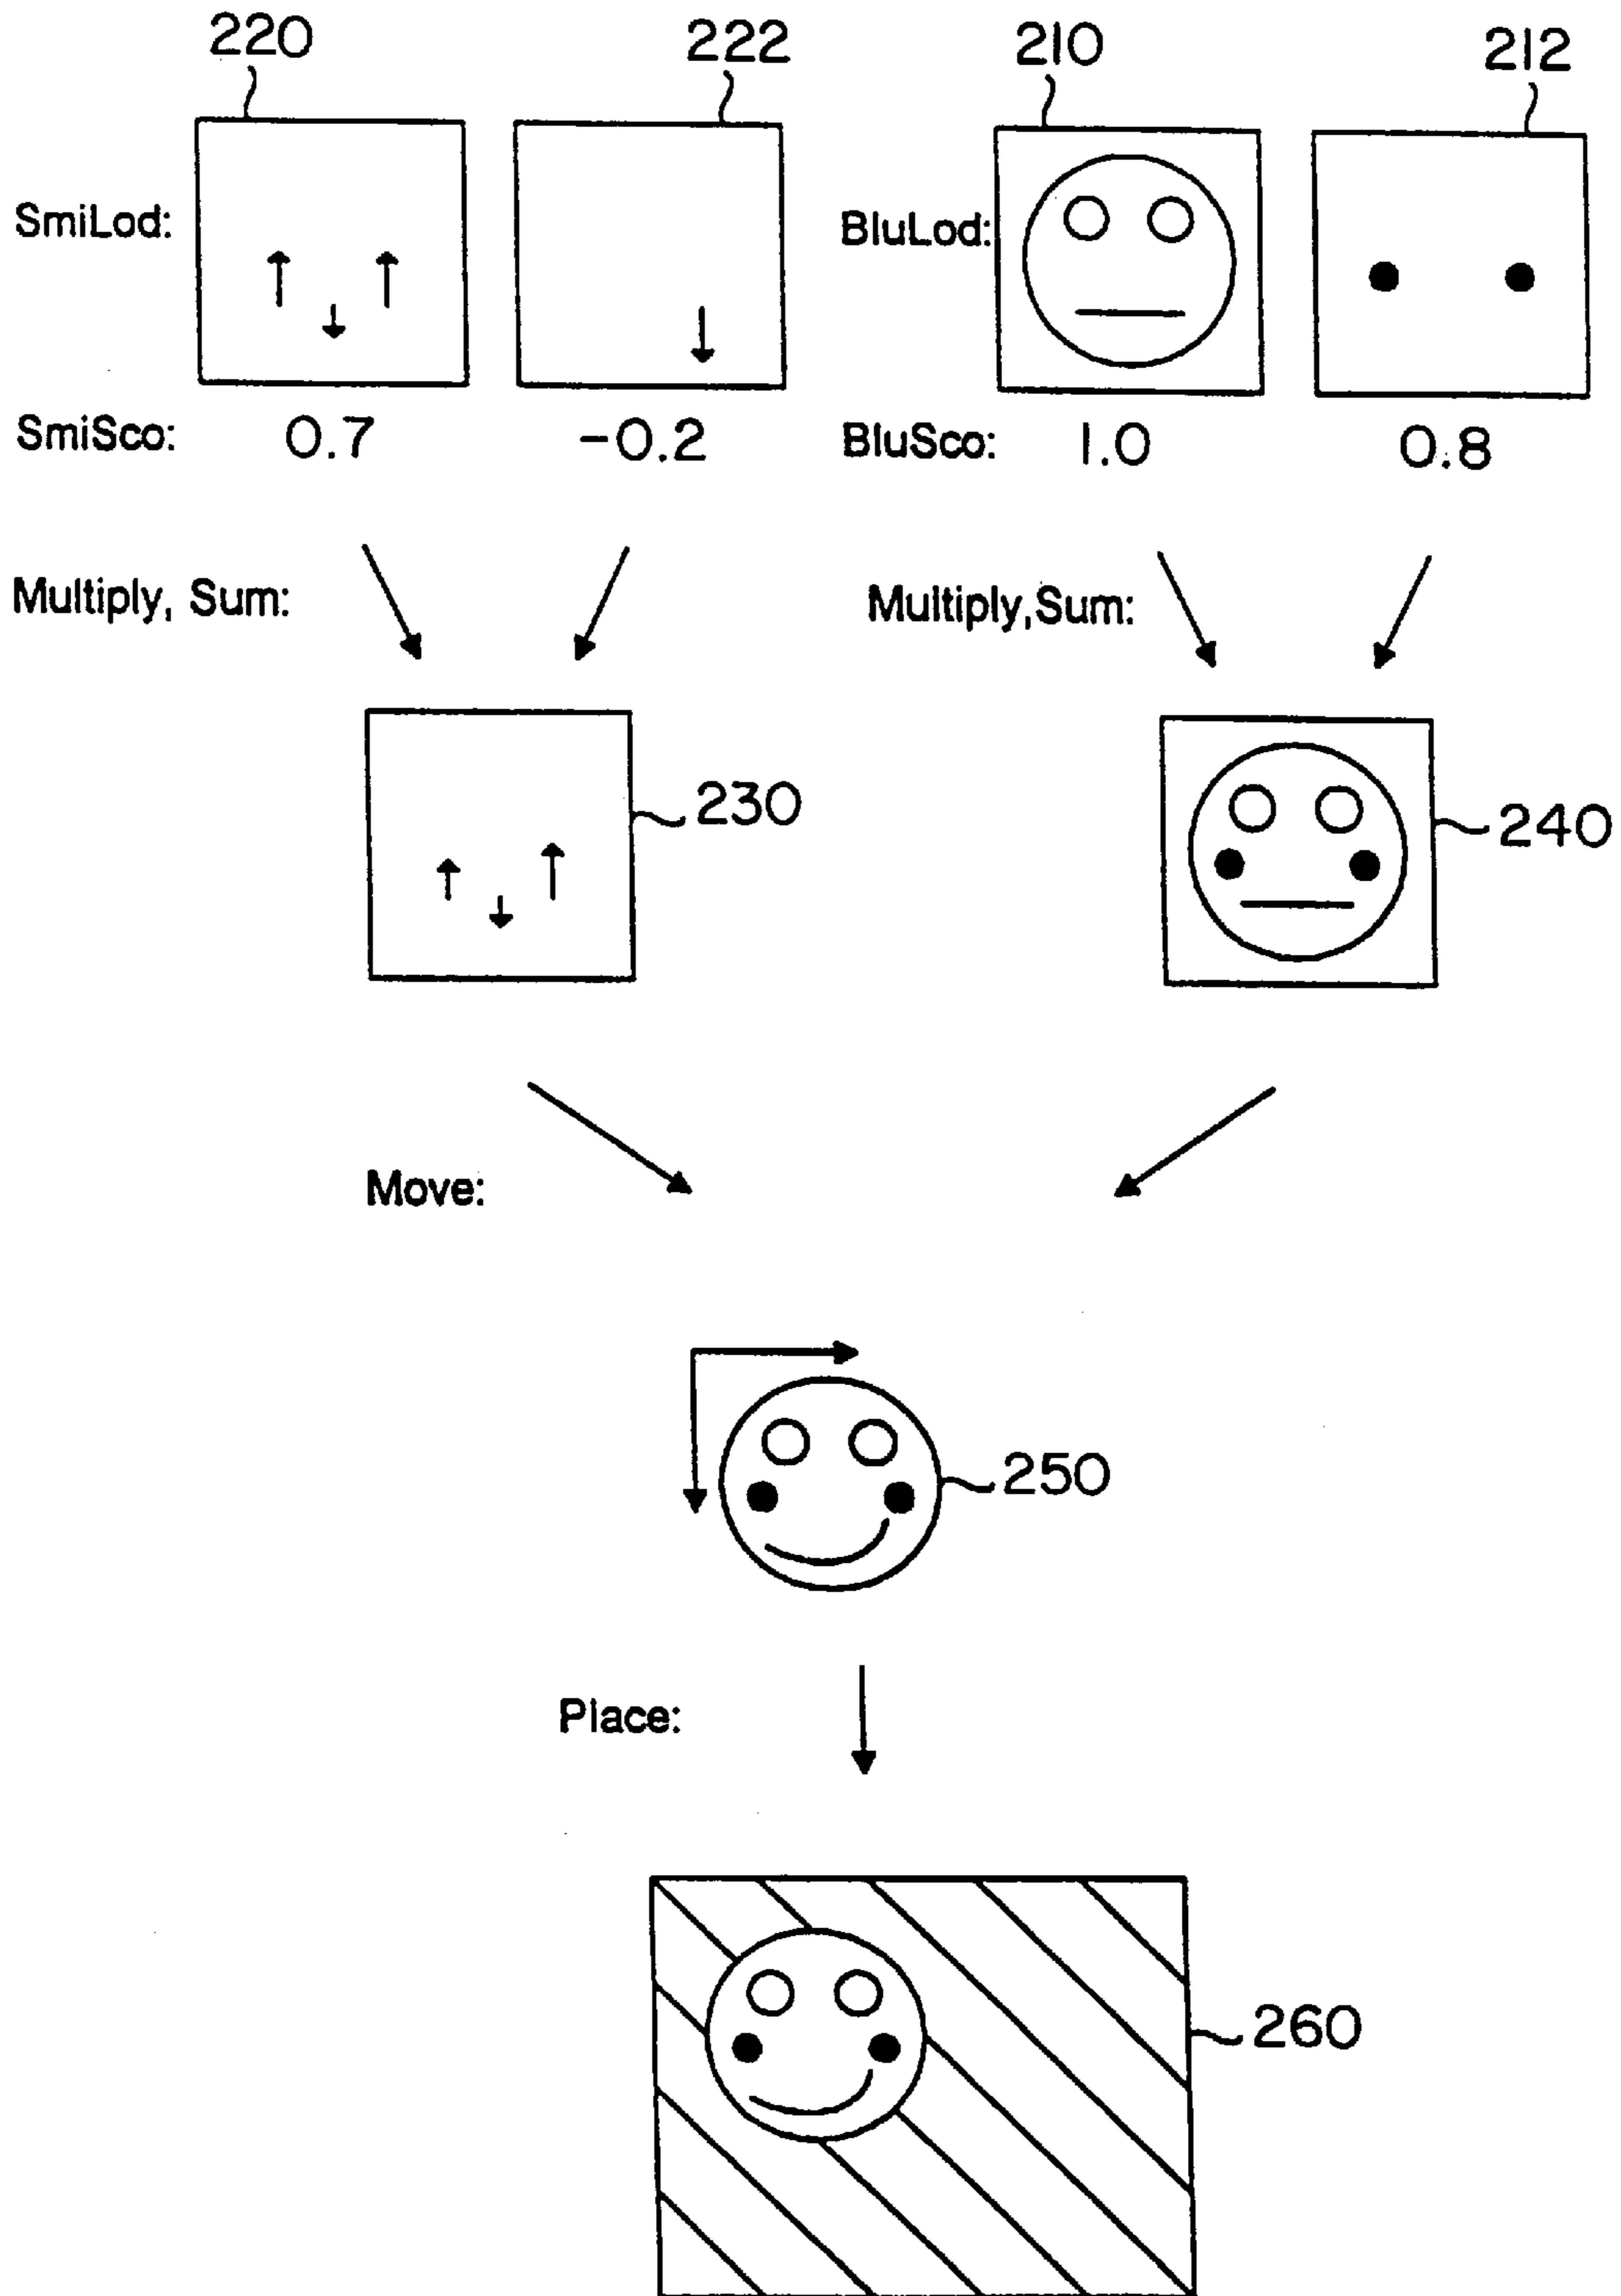 220 222 210 212
SmiLod: BluLod:
SmiSco: 0.7 -0.2 BluSco: 1.0 0.8
Multiply, Sum: Multiply,Sum:
230 240
Move:
250
Place:
260